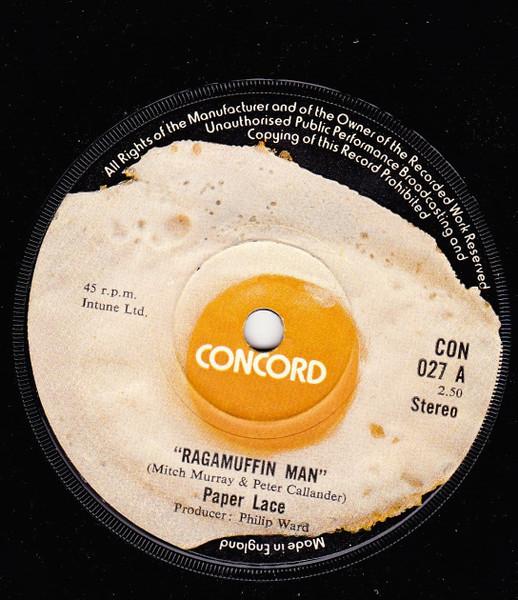 All Rights of the Manufacturer and of the Owner of the Recorded Work Reserved
Unauthorised Public Performance Broadcasting and
Copying of this Record Prohibited
45 r.p.m.
Intune Ltd.
CONCORD
CON
027 A
2.50
Stereo
"RAGAMUFFIN MAN"
(Mitch Murray & Peter Callander)
Paper Lace
Producer: Philip Ward
Made in England